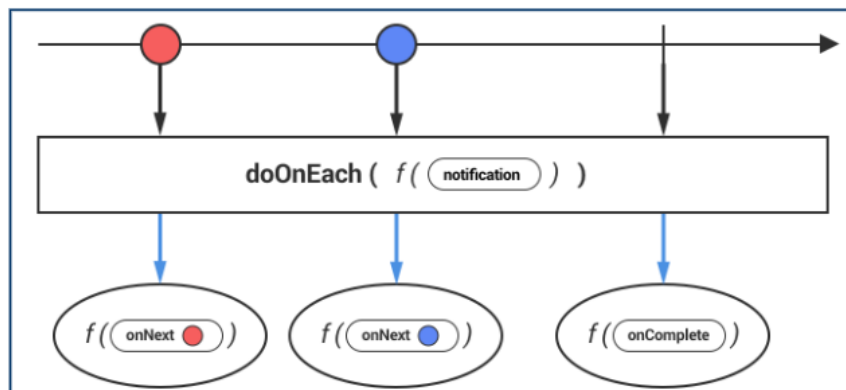 doOnEach ( f ( notification ) )
f ( onNext ) f ( onNext ) f ( onComplete )